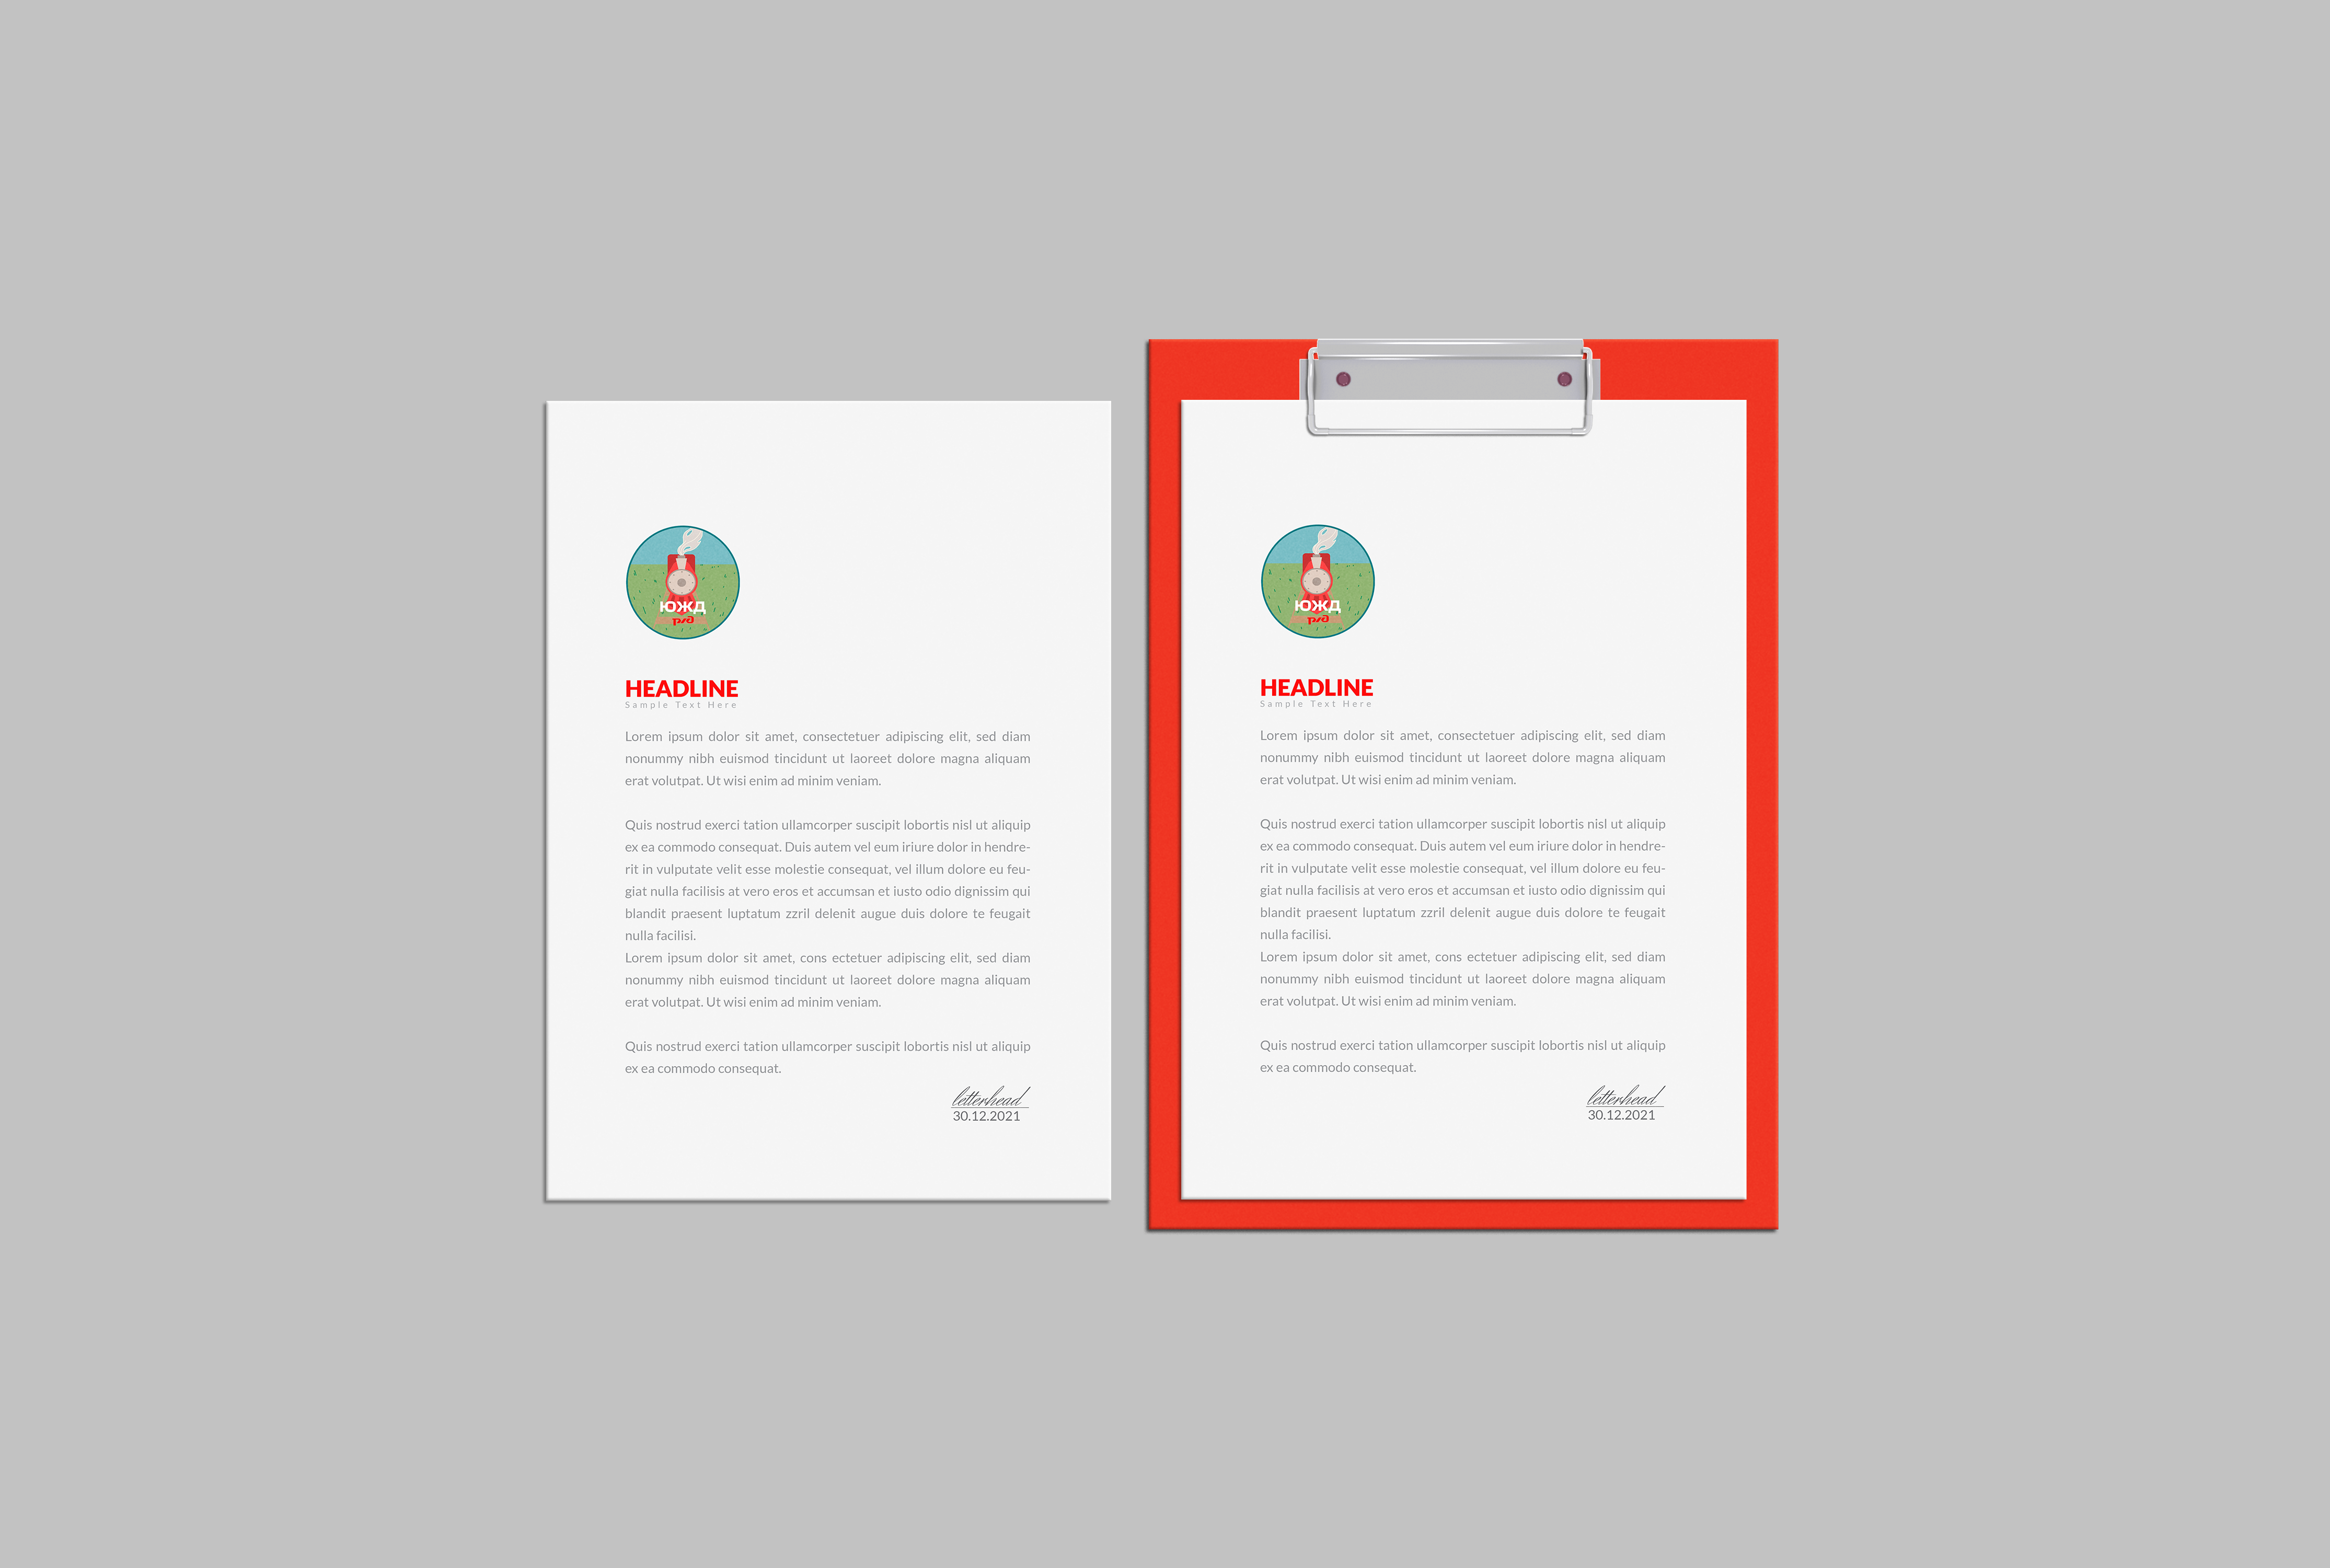 ЮЖД
ржд
HEADLINE
Sample Text Here
Lorem ipsum dolor sit amet, consectetuer adipiscing elit, sed diam
nonummy nibh euismod tincidunt ut laoreet dolore magna aliquam
erat volutpat. Ut wisi enim ad minim veniam.
Quis nostrud exerci tation ullamcorper suscipit lobortis nisl ut aliquip
ex ea commodo consequat. Duis autem vel eum iriure dolor in hendre-
rit in vulputate velit esse molestie consequat, vel illum dolore eu feu-
giat nulla facilisis at vero eros et accumsan et iusto odio dignissim qui
blandit praesent luptatum zzril delenit augue duis dolore te feugait
nulla facilisi.
Lorem ipsum dolor sit amet, cons ectetuer adipiscing elit, sed diam
nonummy nibh euismod tincidunt ut laoreet dolore magna aliquam
erat volutpat. Ut wisi enim ad minim veniam.
Quis nostrud exerci tation ullamcorper suscipit lobortis nisl ut aliquip
ex ea commodo consequat.
letterhead
30.12.2021
ЮЖД
ржд
HEADLINE
Sample Text Here
Lorem ipsum dolor sit amet, consectetuer adipiscing elit, sed diam
nonummy nibh euismod tincidunt ut laoreet dolore magna aliquam
erat volutpat. Ut wisi enim ad minim veniam.
Quis nostrud exerci tation ullamcorper suscipit lobortis nisl ut aliquip
ex ea commodo consequat. Duis autem vel eum iriure dolor in hendre-
rit in vulputate velit esse molestie consequat, vel illum dolore eu feu-
giat nulla facilisis at vero eros et accumsan et iusto odio dignissim qui
blandit praesent luptatum zzril delenit augue duis dolore te feugait
nulla facilisi.
Lorem ipsum dolor sit amet, cons ectetuer adipiscing elit, sed diam
nonummy nibh euismod tincidunt ut laoreet dolore magna aliquam
erat volutpat. Ut wisi enim ad minim veniam.
Quis nostrud exerci tation ullamcorper suscipit lobortis nisl ut aliquip
ex ea commodo consequat.
letterhead
30.12.2021